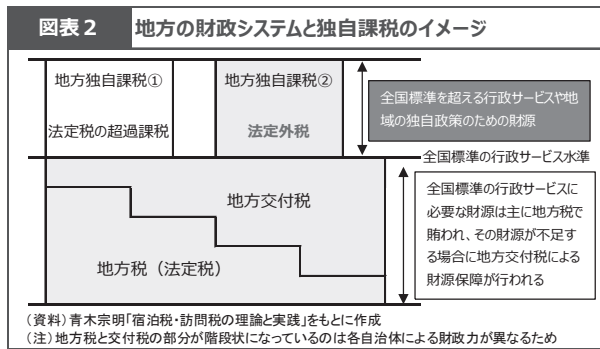 図表２ 地方の財政システムと独自課税のイメージ
地方独自課税①
法定税の超過課税
地方独自課税②
法定外税
全国標準を超える行政サービスや地
域の独自政策のための財源
全国標準の行政サービス水準
地方交付税
地方税（法定税）
全国標準の行政サービスに
必要な財源は主に地方税で
賄われ、その財源が不足す
る場合に地方交付税による
財源保障が行われる
（資料）青木宗明「宿泊税・訪問税の理論と実践」をもとに作成
（注）地方税と交付税の部分が階段状になっているのは各自治体による財政力が異なるため